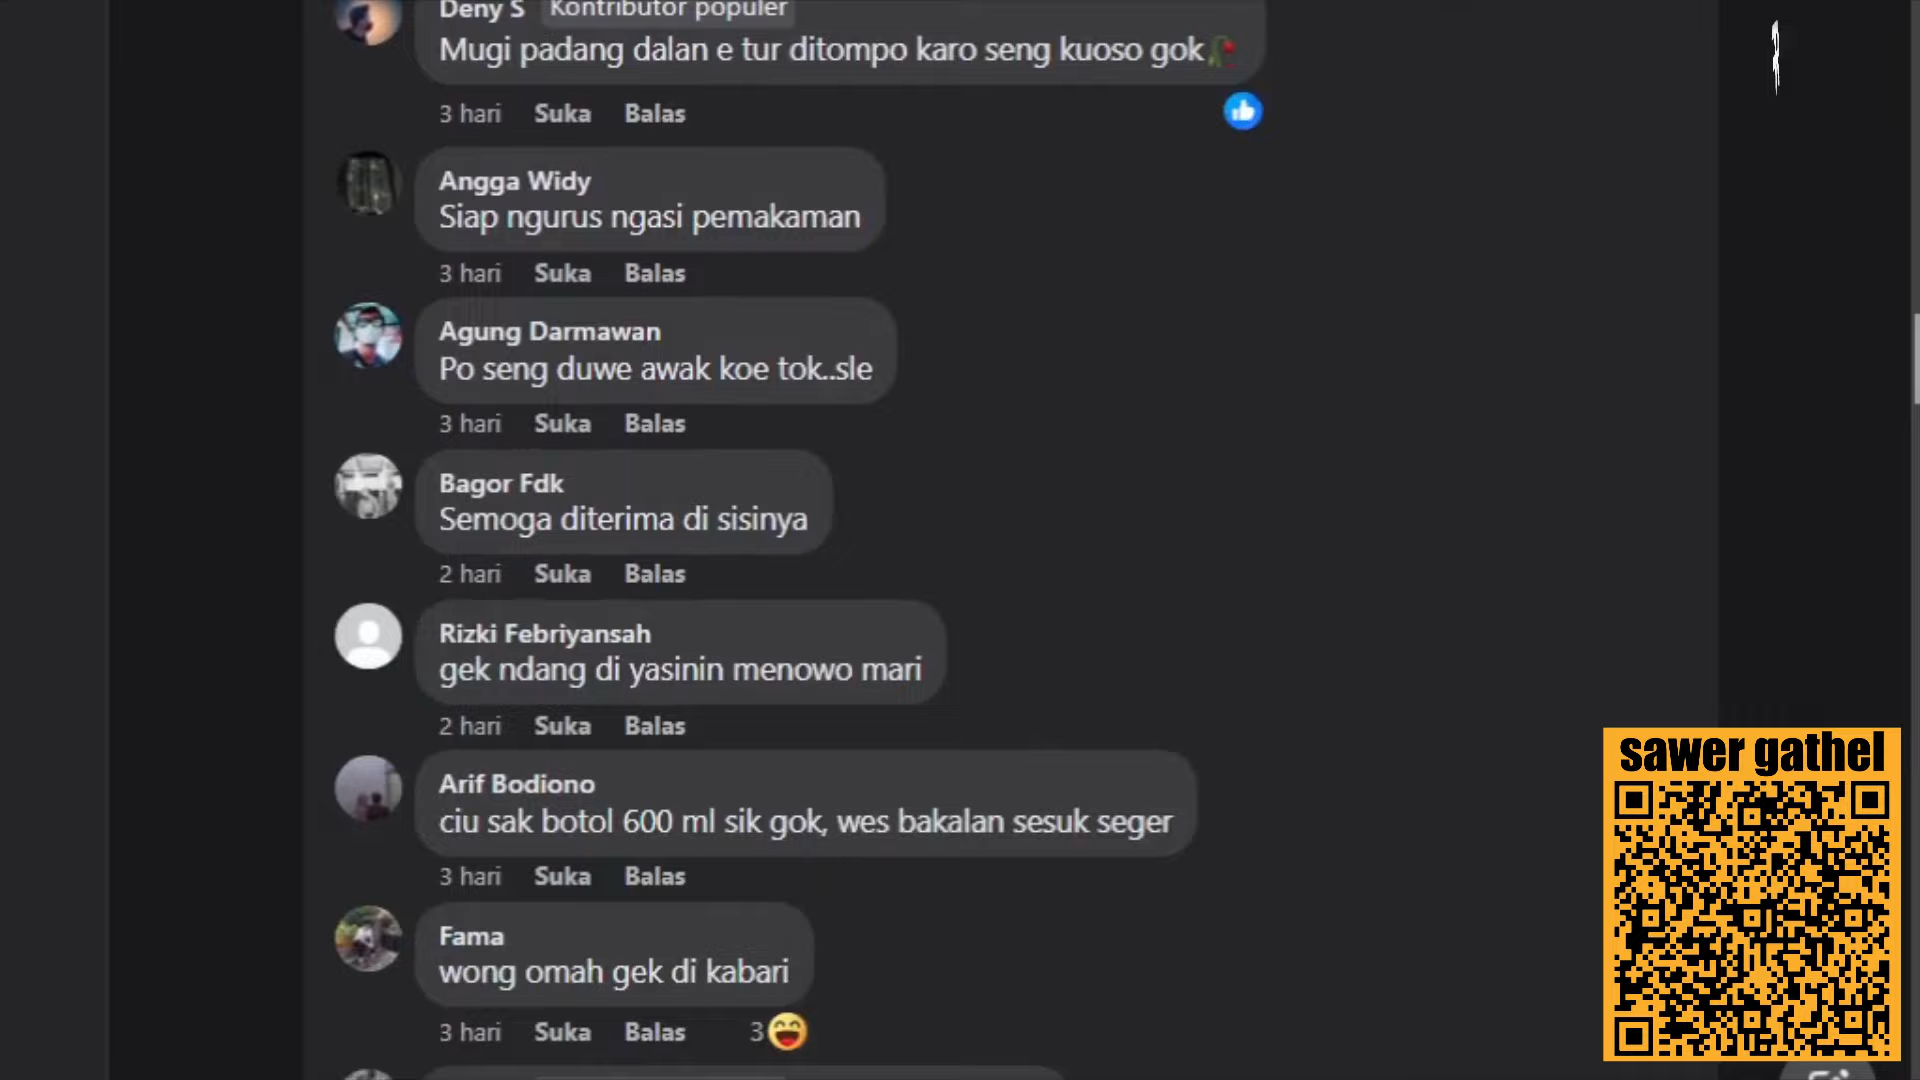 Deny S Kontributor populer
Mugi padang dalan e tur ditompo karo seng kuoso gok🥀
3 hari Suka Balas
Angga Widy
Siap ngurus ngasi pemakaman
3 hari Suka Balas
Agung Darmawan
Po seng duwe awak koe tok..sle
3 hari Suka Balas
Bagor Fdk
Semoga diterima di sisinya
2 hari Suka Balas
Rizki Febriyansah
gek ndang di yasinin menowo mari
2 hari Suka Balas
Arif Bodiono
ciu sak botol 600 ml sik gok, wes bakalan sesuk seger
3 hari Suka Balas
Fama
wong omah gek di kabari
3 hari Suka Balas 3
sawer gathel